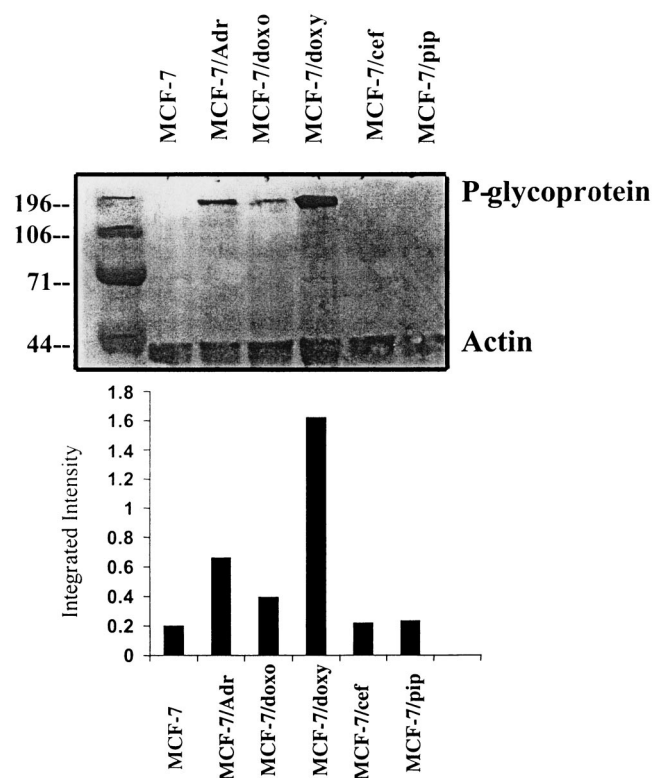 MCF-7
MCF-7/Adr
MCF-7/doxo
MCF-7/doxy
MCF-7/cef
MCF-7/pip
196--
P-glycoprotein
106--
71--
44--
Actin
1.8
1.6
1.4
1.2
1
0.8
0.6
0.4
0.2
0
Integrated Intensity
MCF-7
MCF-7/Adr
MCF-7/doxo
MCF-7/doxy
MCF-7/cef
MCF-7/pip